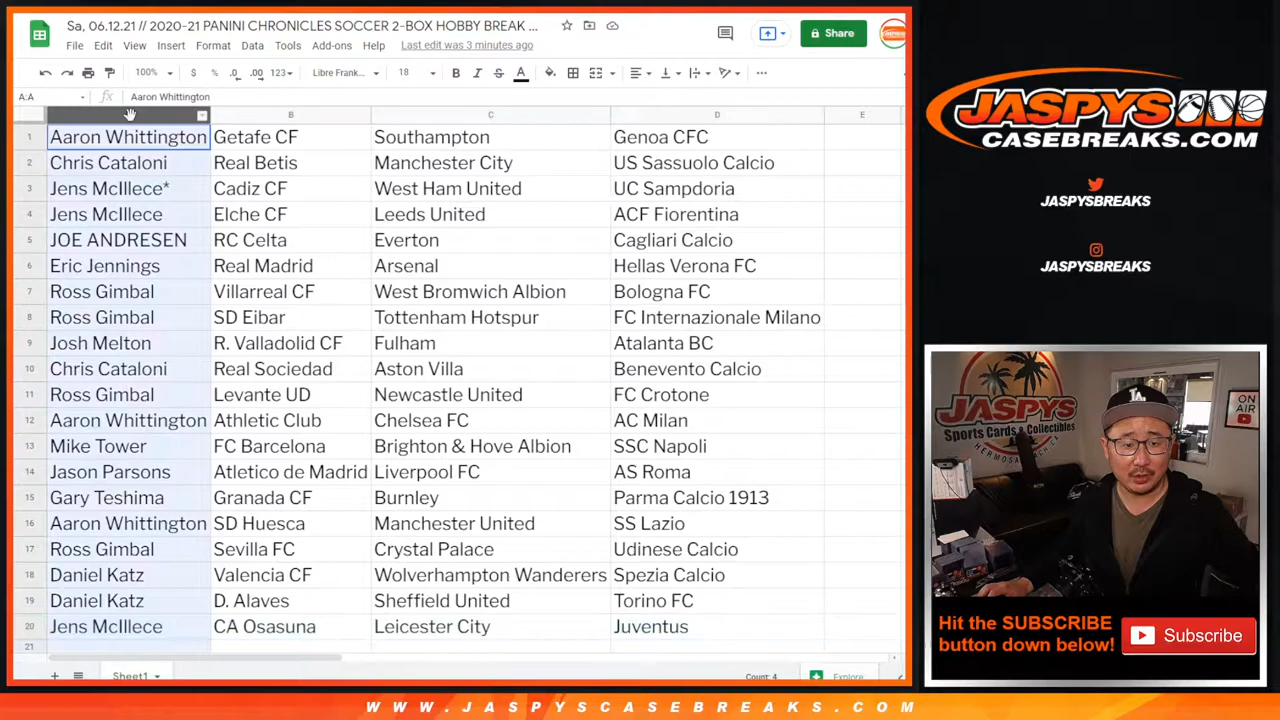 Sa, 06.12.21 // 2020-21 PANINI CHRONICLES SOCCER 2-BOX HOBBY BREAK ...
File Edit View Insert Format Data Tools Add-ons Help Last edit was 3 minutes ago
Share
100% $ % .0 .00 123 Libre Frank... 18 B I S A
A:A fx Aaron Whittington
B C D E
1 Aaron Whittington Getafe CF Southampton Genoa CFC
2 Chris Cataloni Real Betis Manchester City US Sassuolo Calcio
3 Jens McIllece* Cadiz CF West Ham United UC Sampdoria
4 Jens McIllece Elche CF Leeds United ACF Fiorentina
5 JOE ANDRESEN RC Celta Everton Cagliari Calcio
6 Eric Jennings Real Madrid Arsenal Hellas Verona FC
7 Ross Gimbal Villarreal CF West Bromwich Albion Bologna FC
8 Ross Gimbal SD Eibar Tottenham Hotspur FC Internazionale Milano
9 Josh Melton R. Valladolid CF Fulham Atalanta BC
10 Chris Cataloni Real Sociedad Aston Villa Benevento Calcio
11 Ross Gimbal Levante UD Newcastle United FC Crotone
12 Aaron Whittington Athletic Club Chelsea FC AC Milan
13 Mike Tower FC Barcelona Brighton & Hove Albion SSC Napoli
14 Jason Parsons Atletico de Madrid Liverpool FC AS Roma
15 Gary Teshima Granada CF Burnley Parma Calcio 1913
16 Aaron Whittington SD Huesca Manchester United SS Lazio
17 Ross Gimbal Sevilla FC Crystal Palace Udinese Calcio
18 Daniel Katz Valencia CF Wolverhampton Wanderers Spezia Calcio
19 Daniel Katz D. Alaves Sheffield United Torino FC
20 Jens McIllece CA Osasuna Leicester City Juventus
21
Sheet1 Count: 4 Explore
JASPYS
CASEBREAKS.COM
JASPYSBREAKS
JASPYSBREAKS
JASPYS
Sports Cards & Collectibles
HERMOSA BEACH, CA
LA
ON
AIR
Hit the SUBSCRIBE
button down below!
Subscribe
WWW.JASPYSCASEBREAKS.COM